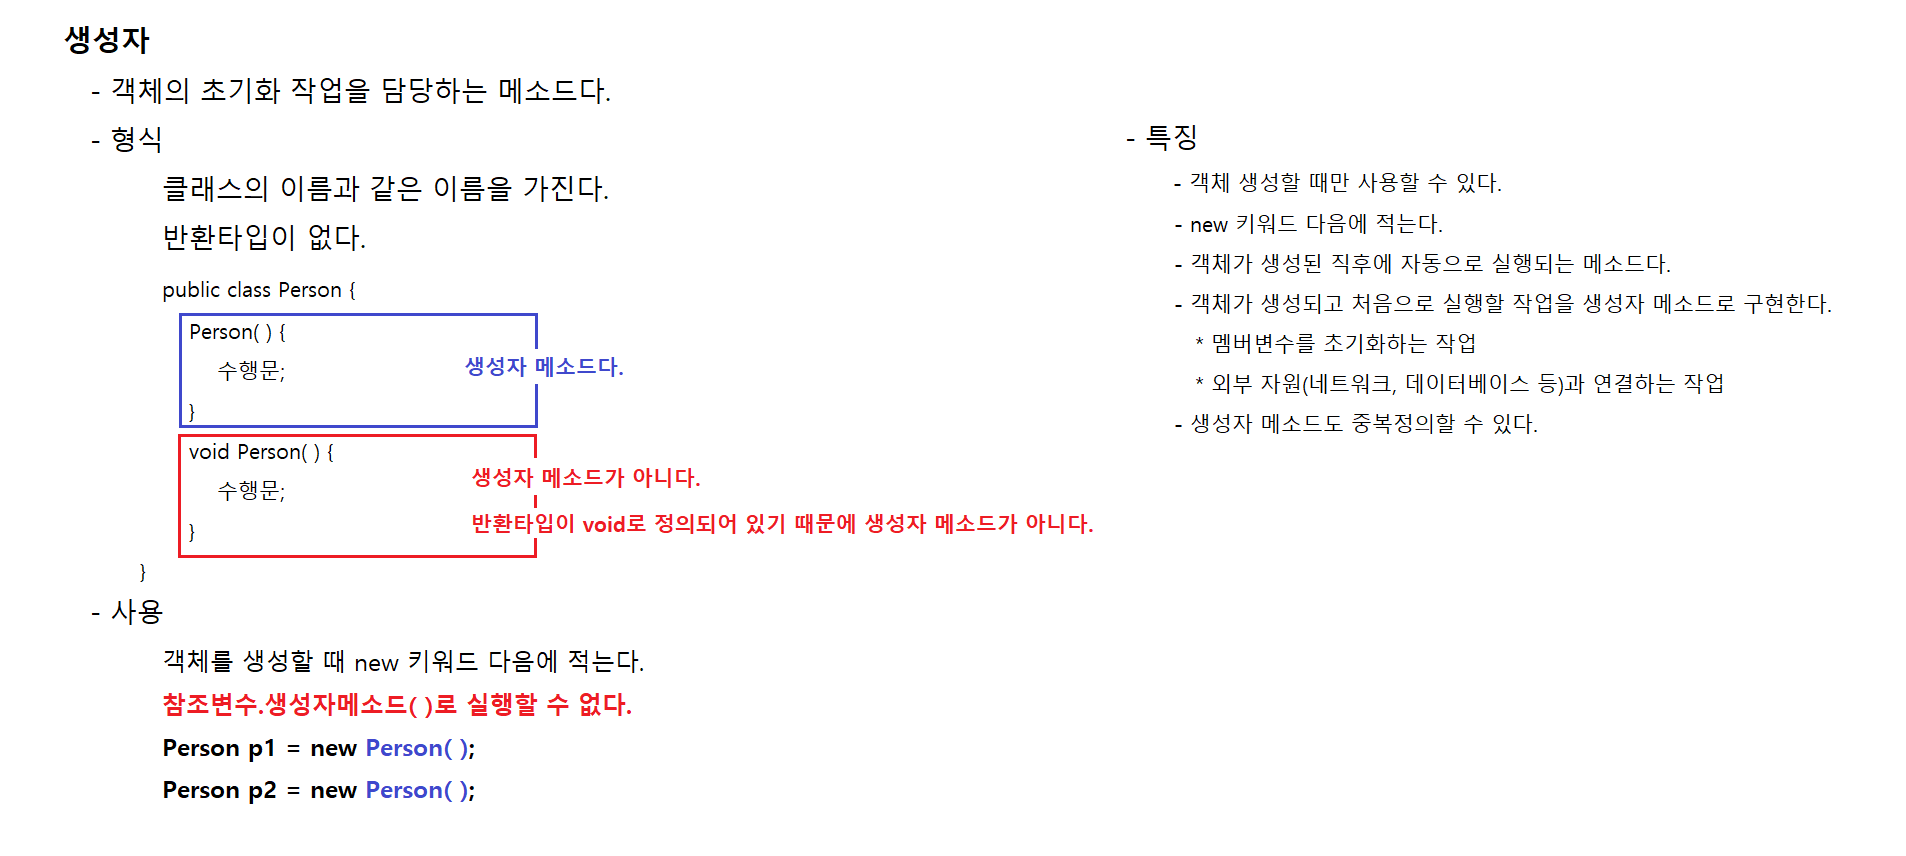 생성자
- 객체의 초기화 작업을 담당하는 메소드다.
- 형식
클래스의 이름과 같은 이름을 가진다.
반환타입이 없다.
public class Person {
Person( ) {
수행문;
생성자 메소드다.
}
void Person( ) {
수행문;
생성자 메소드가 아니다.
반환타입이 void로 정의되어 있기 때문에 생성자 메소드가 아니다.
}
}
- 사용
객체를 생성할 때 new 키워드 다음에 적는다.
참조변수.생성자메소드( )로 실행할 수 없다.
Person p1 = new Person( );
Person p2 = new Person( );
- 특징
- 객체 생성할 때만 사용할 수 있다.
- new 키워드 다음에 적는다.
- 객체가 생성된 직후에 자동으로 실행되는 메소드다.
- 객체가 생성되고 처음으로 실행할 작업을 생성자 메소드로 구현한다.
* 멤버변수를 초기화하는 작업
* 외부 자원(네트워크, 데이터베이스 등)과 연결하는 작업
- 생성자 메소드도 중복정의할 수 있다.